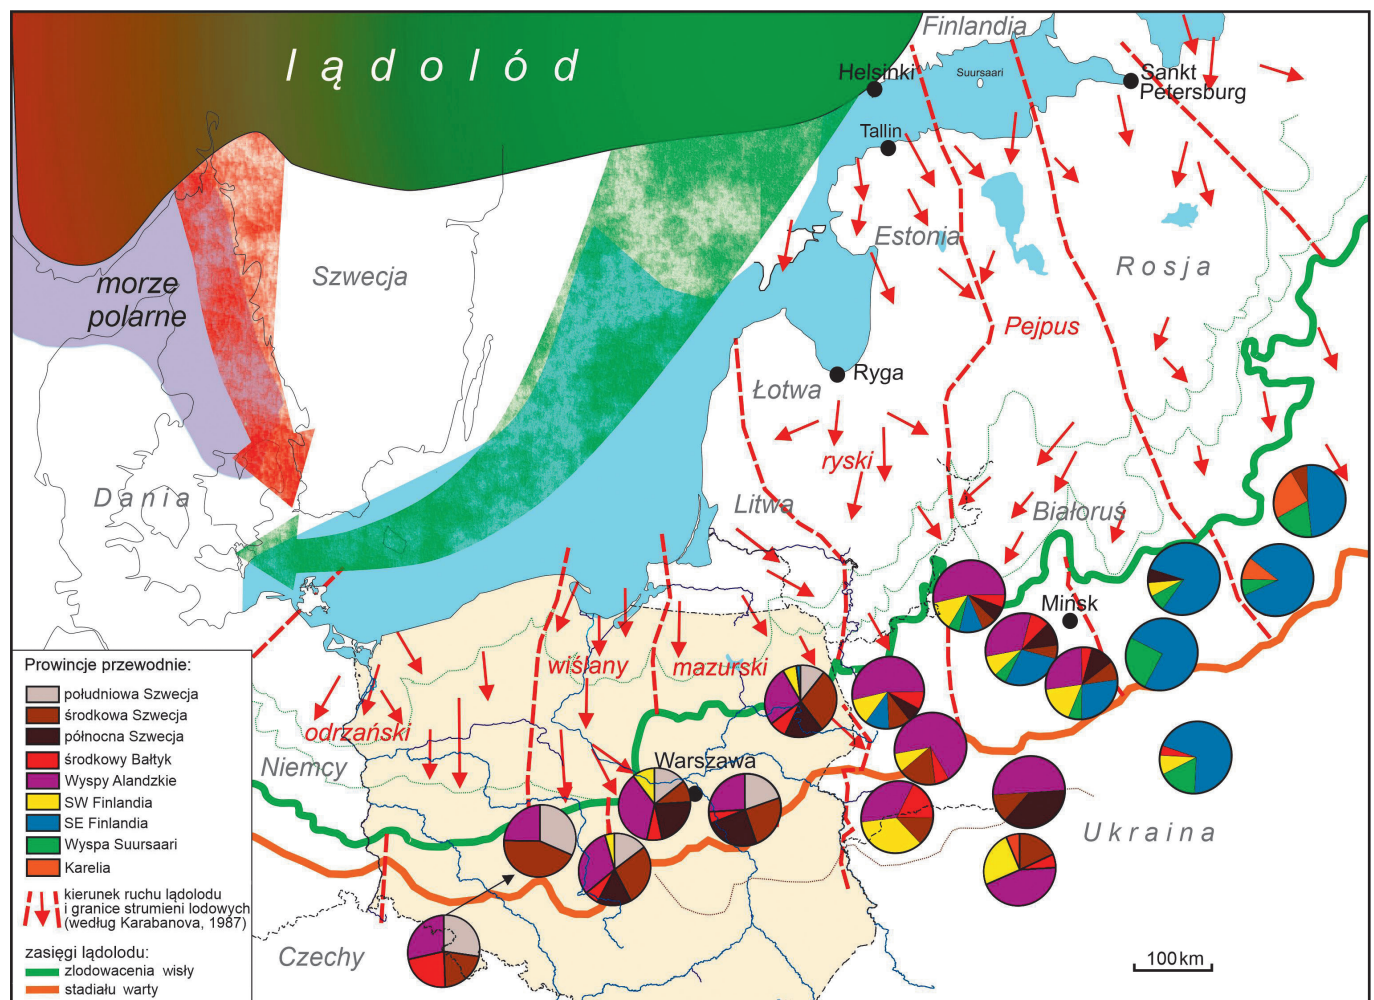 Finlandia
lądolód
Helsinki
Suursaari
Sankt
Petersburg
Tallin
Estonia
Szwecja
Rosja
morze
polarne
Pejpus
Ryga
Łotwa
ryski
Dania
Litwa
Białoruś
Minsk
wiślany
mazurski
odrzański
Niemcy
Warszawa
Ukraina
Czechy
100 km
Prowincje przewodnie:
południowa Szwecja
środkowa Szwecja
północna Szwecja
środkowy Bałtyk
Wyspy Alandzkie
SW Finlandia
SE Finlandia
Wyspa Suursaari
Karelia
kierunek ruchu lądolodu
i granice strumieni lodowych
(według Karabanova, 1987)
zasięgi lądolodu:
zlodowacenia wisły
stadiału warty